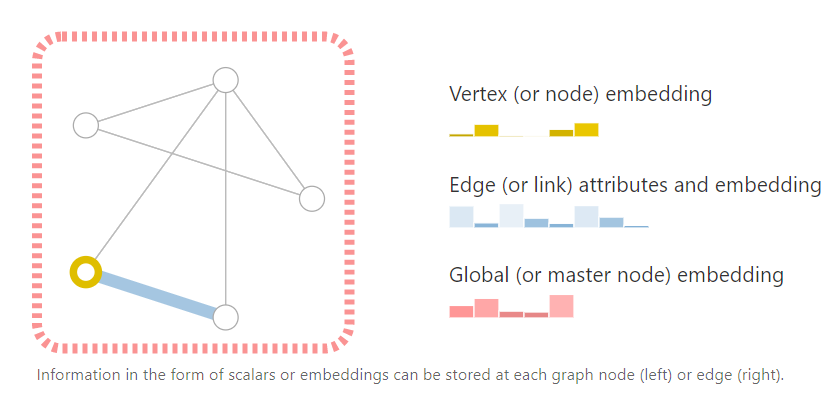 Vertex (or node) embedding
Edge (or link) attributes and embedding
Global (or master node) embedding
Information in the form of scalars or embeddings can be stored at each graph node (left) or edge (right).